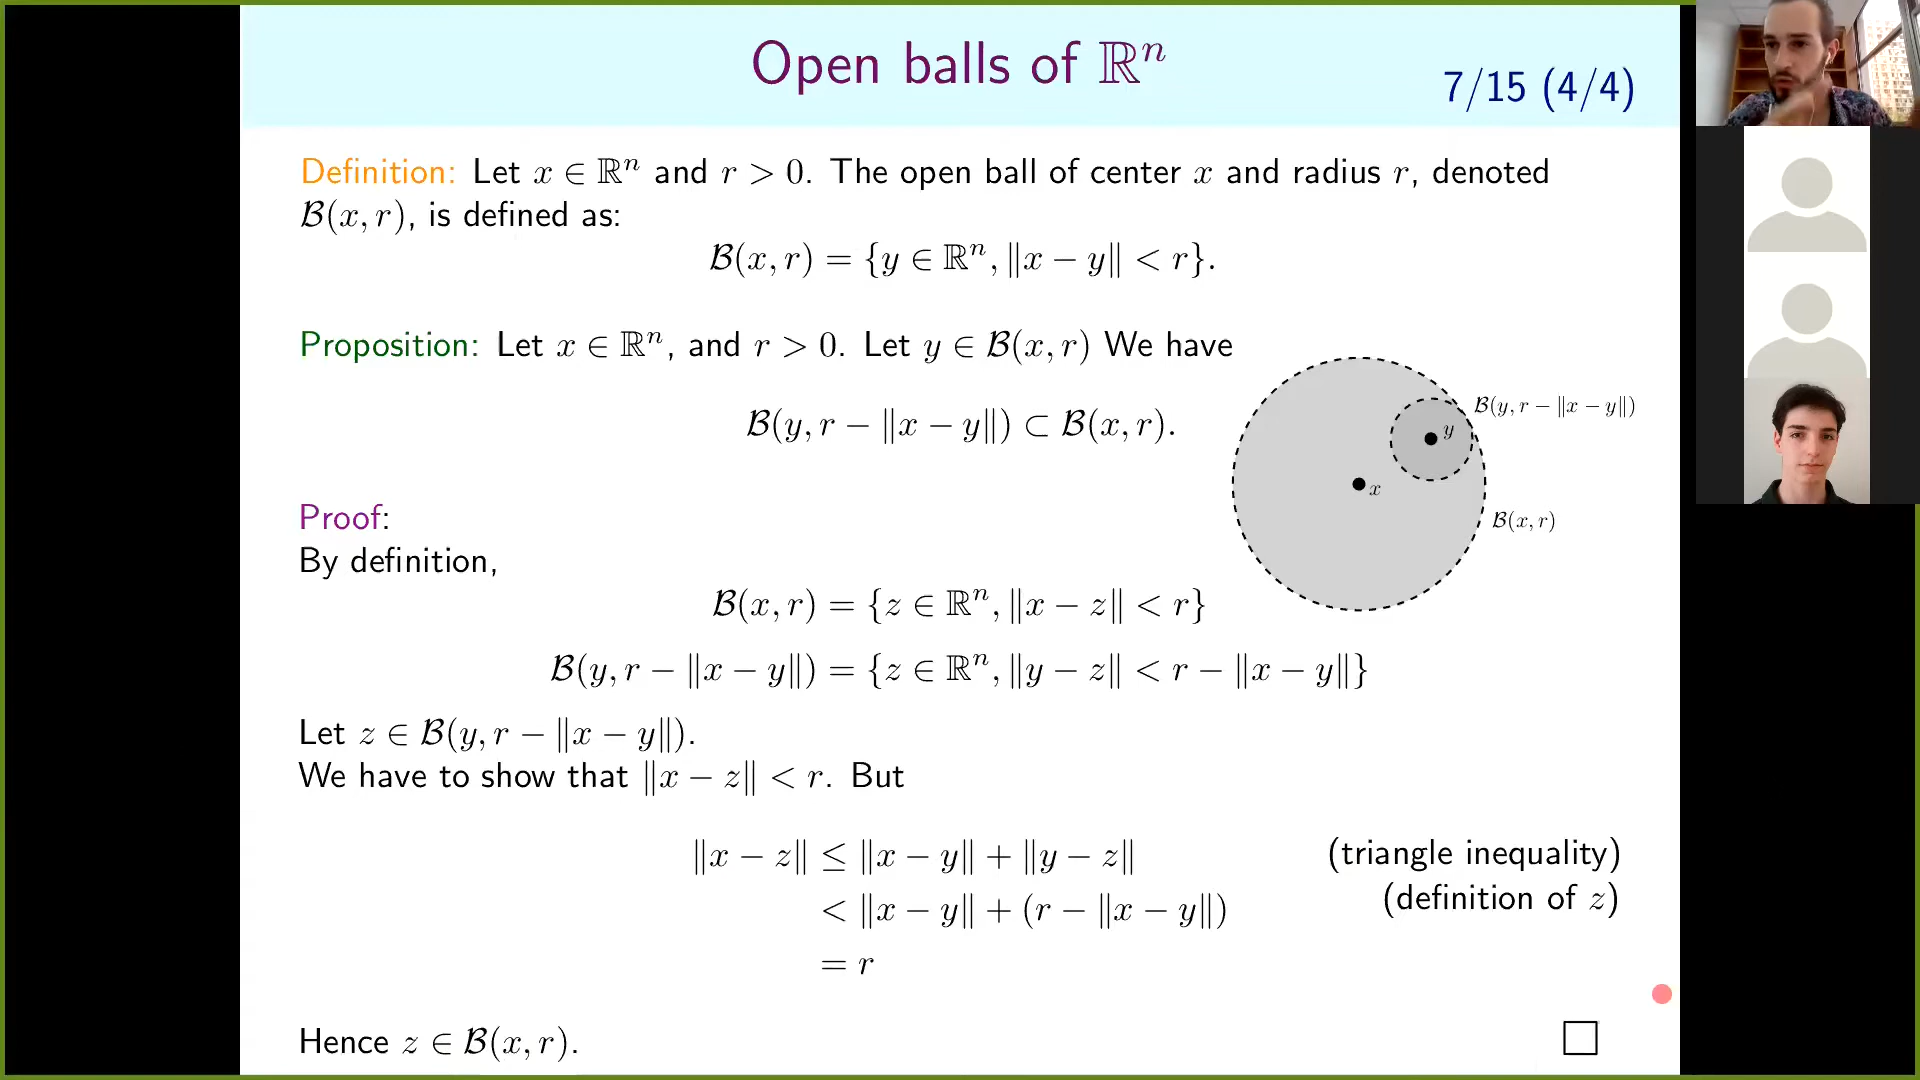 Open balls of ℝⁿ
7/15 (4/4)
Definition: Let x ∈ ℝⁿ and r > 0. The open ball of center x and radius r, denoted
ℬ(x, r), is defined as:
ℬ(x, r) = {y ∈ ℝⁿ, ‖x − y‖ < r}.
Proposition: Let x ∈ ℝⁿ, and r > 0. Let y ∈ ℬ(x, r) We have
ℬ(y, r − ‖x − y‖) ⊂ ℬ(x, r).
ℬ(y, r − ‖x − y‖)
y
x
ℬ(x, r)
Proof:
By definition,
ℬ(x, r) = {z ∈ ℝⁿ, ‖x − z‖ < r}
ℬ(y, r − ‖x − y‖) = {z ∈ ℝⁿ, ‖y − z‖ < r − ‖x − y‖}
Let z ∈ ℬ(y, r − ‖x − y‖).
We have to show that ‖x − z‖ < r. But
‖x − z‖ ≤ ‖x − y‖ + ‖y − z‖ (triangle inequality)
< ‖x − y‖ + (r − ‖x − y‖) (definition of z)
= r
Hence z ∈ ℬ(x, r). □